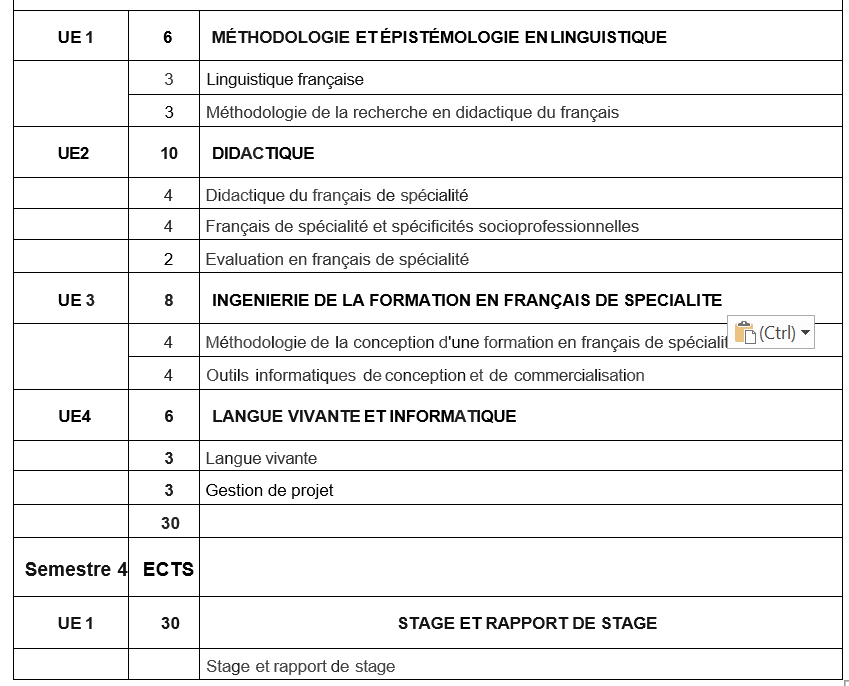 UE 1 6 MÉTHODOLOGIE ET ÉPISTÉMOLOGIE EN LINGUISTIQUE
3 Linguistique française
3 Méthodologie de la recherche en didactique du français
UE2 10 DIDACTIQUE
4 Didactique du français de spécialité
4 Français de spécialité et spécificités socioprofessionnelles
2 Evaluation en français de spécialité
UE 3 8 INGENIERIE DE LA FORMATION EN FRANÇAIS DE SPECIALITE
(Ctrl)
4 Méthodologie de la conception d'une formation en français de spécialit
4 Outils informatiques de conception et de commercialisation
UE4 6 LANGUE VIVANTE ET INFORMATIQUE
3 Langue vivante
3 Gestion de projet
30
Semestre 4 ECTS
UE 1 30 STAGE ET RAPPORT DE STAGE
Stage et rapport de stage